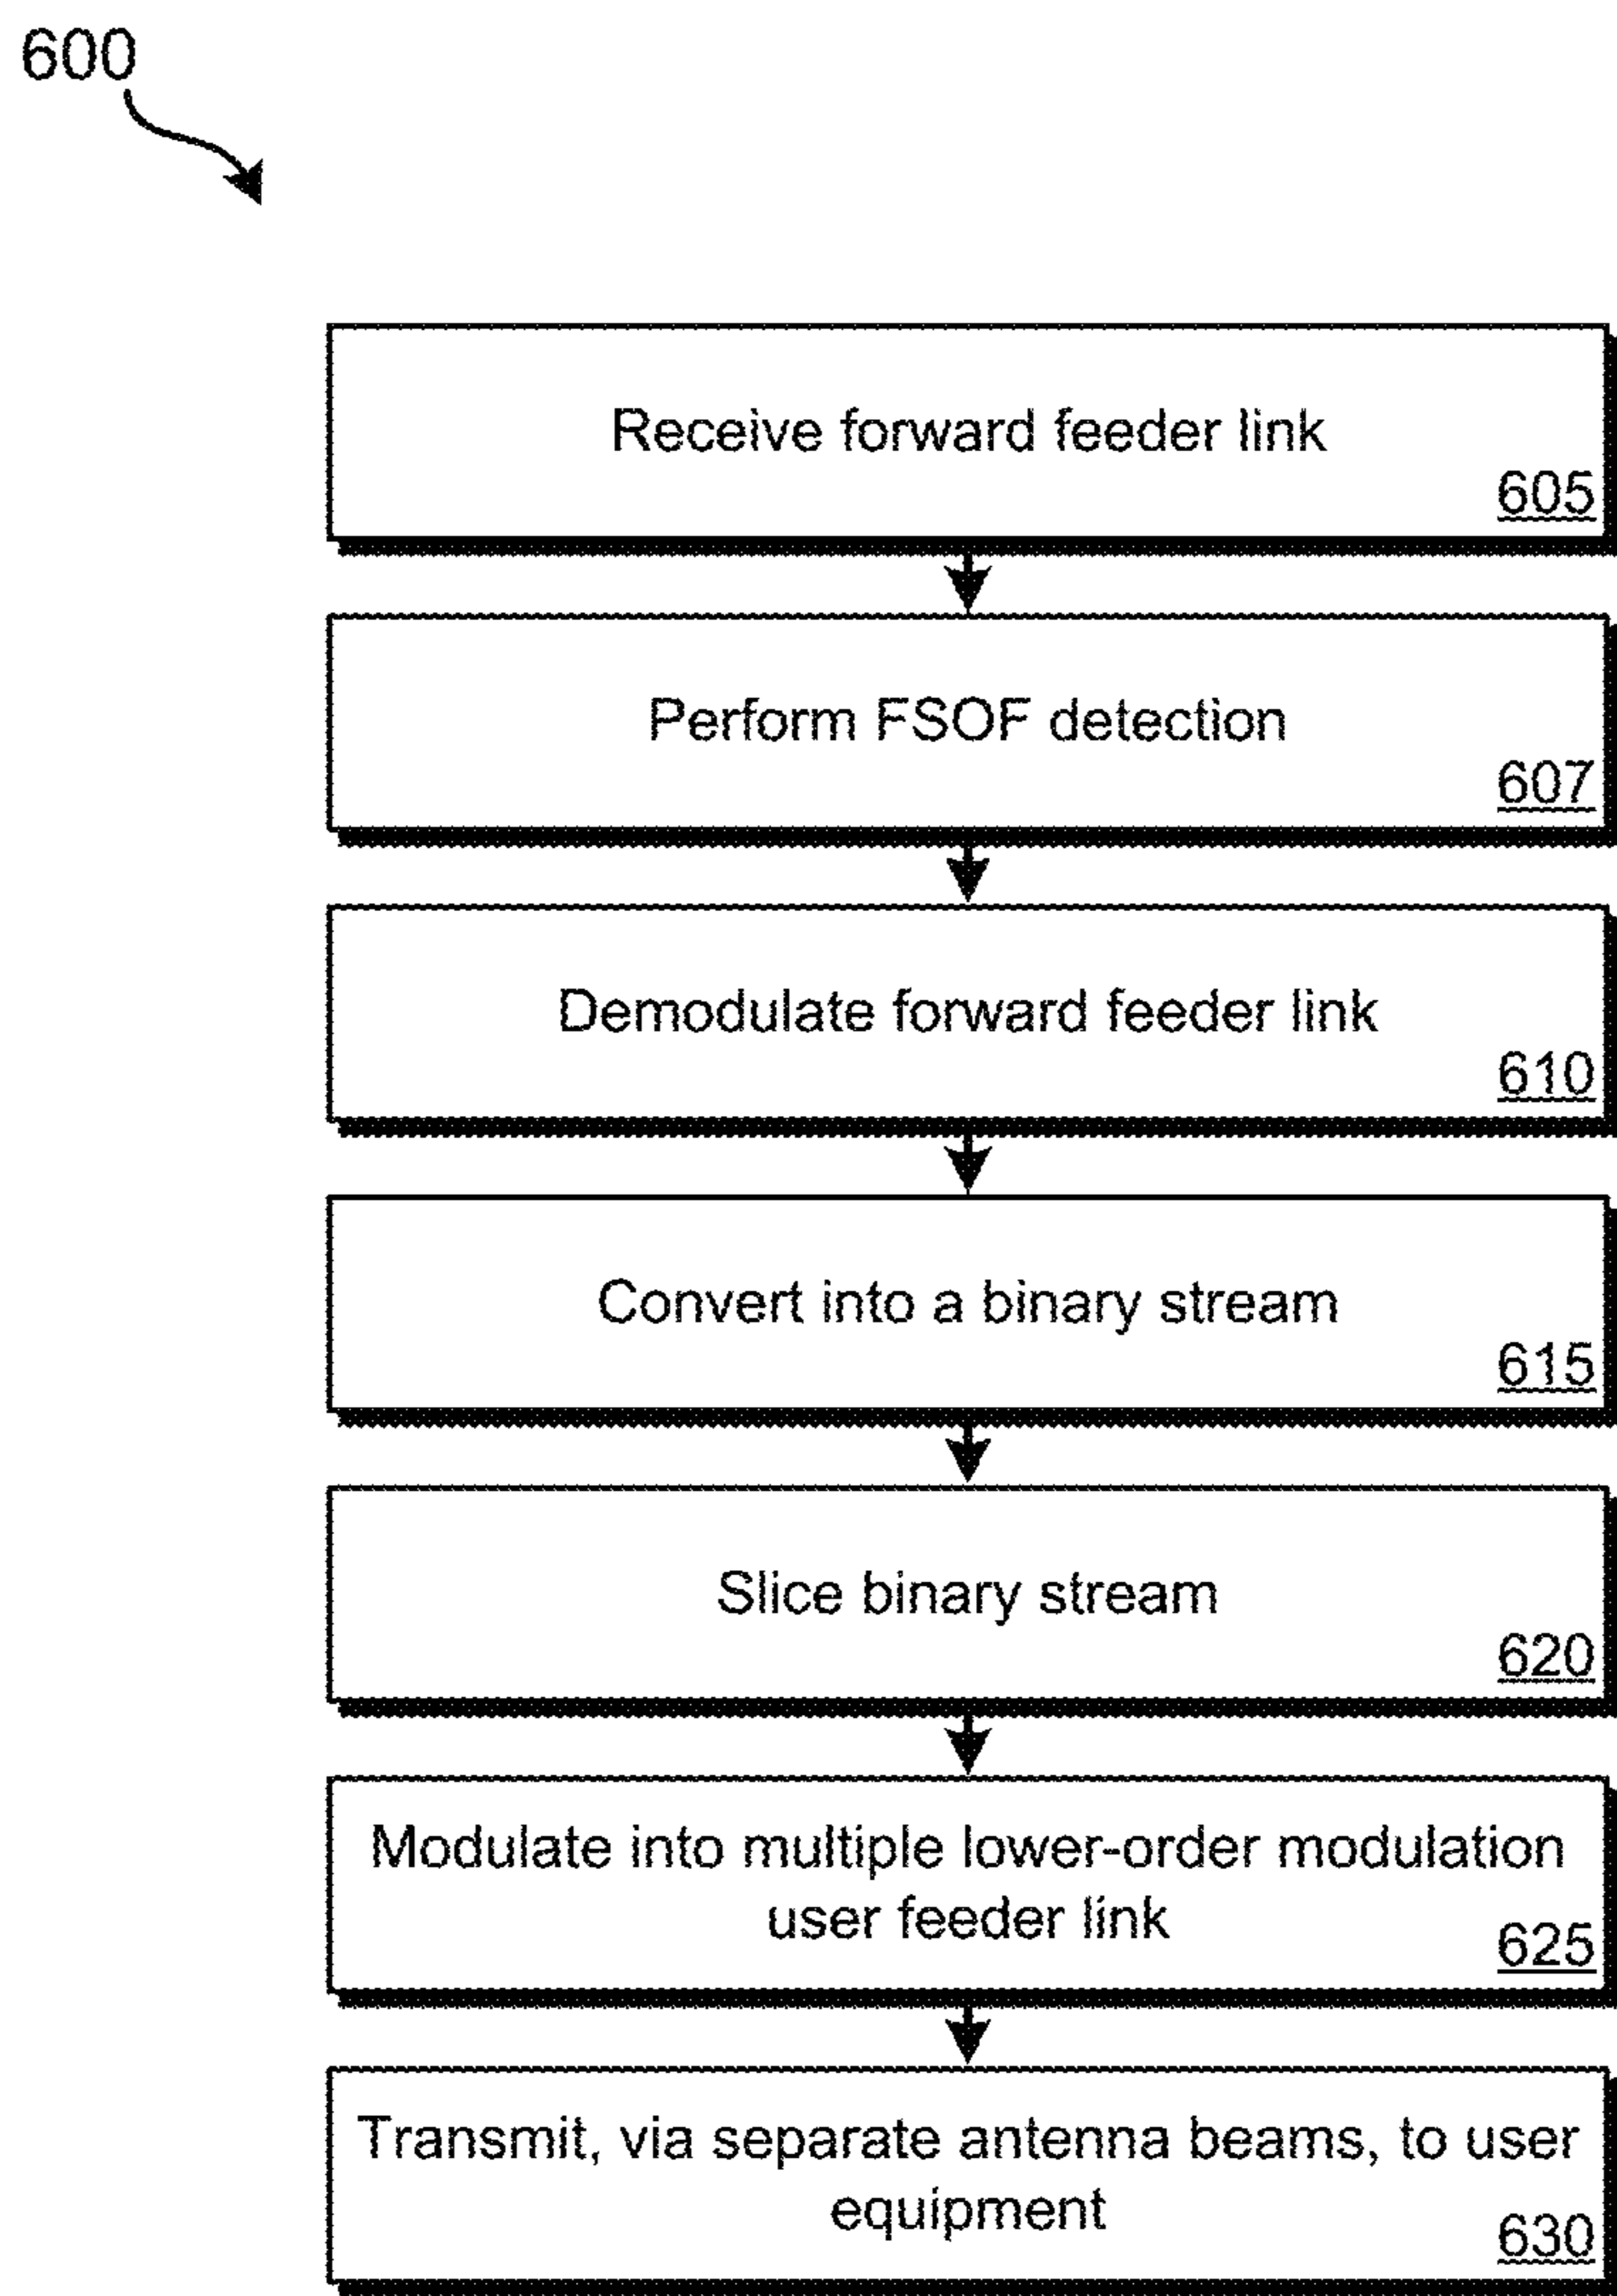 600
Receive forward feeder link
605
Perform FSOF detection
607
Demodulate forward feeder link
610
Convert into a binary stream
615
Slice binary stream
620
Modulate into multiple lower-order modulation
user feeder link
625
Transmit, via separate antenna beams, to user
equipment
630